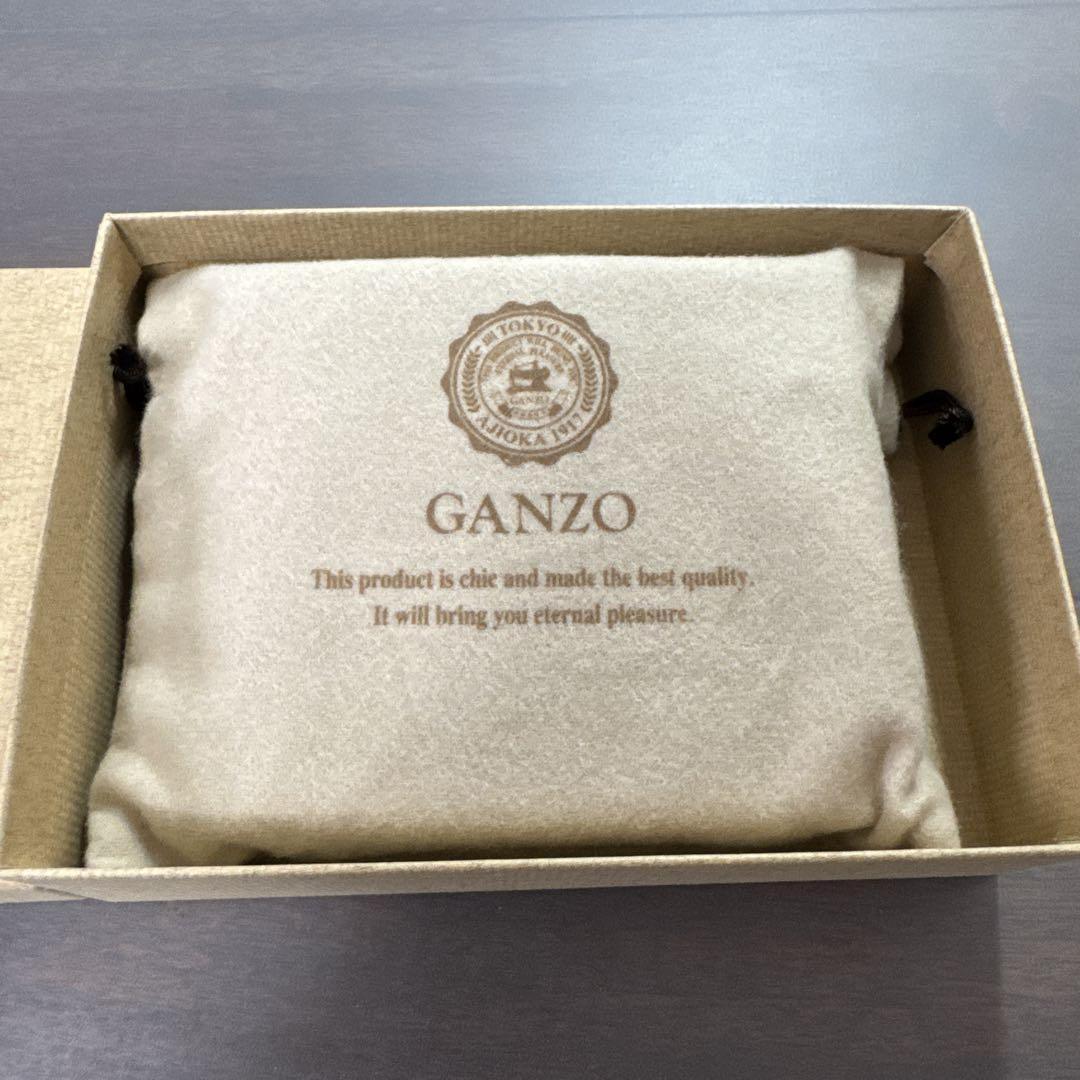 TOKYO
GANZO
AJIOKA 1917
GANZO
This product is chic and made the best quality.
It will bring you eternal pleasure.